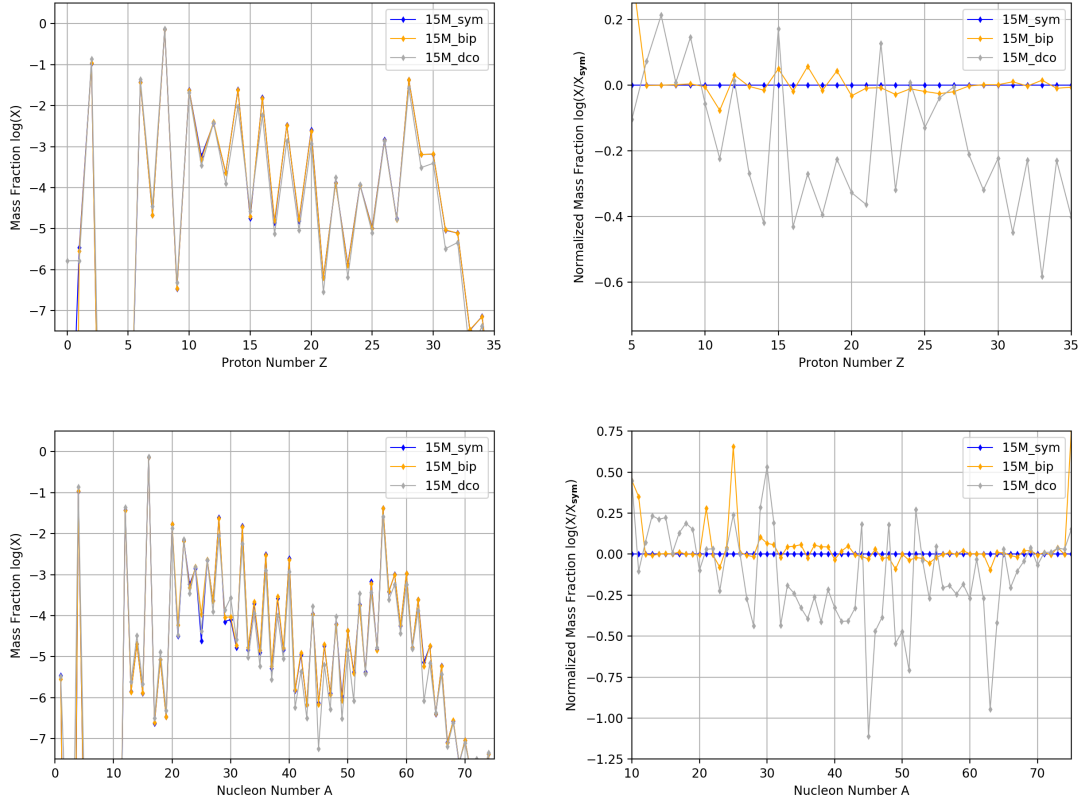 0
−1
−2
−3
−4
−5
−6
−7
0 5 10 15 20 25 30 35
Mass Fraction log(X)
Proton Number Z
15M_sym
15M_bip
15M_dco
0.2
0.0
−0.2
−0.4
−0.6
5 10 15 20 25 30 35
Normalized Mass Fraction log(X/Xsym)
Proton Number Z
15M_sym
15M_bip
15M_dco
0
−1
−2
−3
−4
−5
−6
−7
0 10 20 30 40 50 60 70
Mass Fraction log(X)
Nucleon Number A
15M_sym
15M_bip
15M_dco
0.75
0.50
0.25
0.00
−0.25
−0.50
−0.75
−1.00
−1.25
10 20 30 40 50 60 70
Normalized Mass Fraction log(X/Xsym)
Nucleon Number A
15M_sym
15M_bip
15M_dco